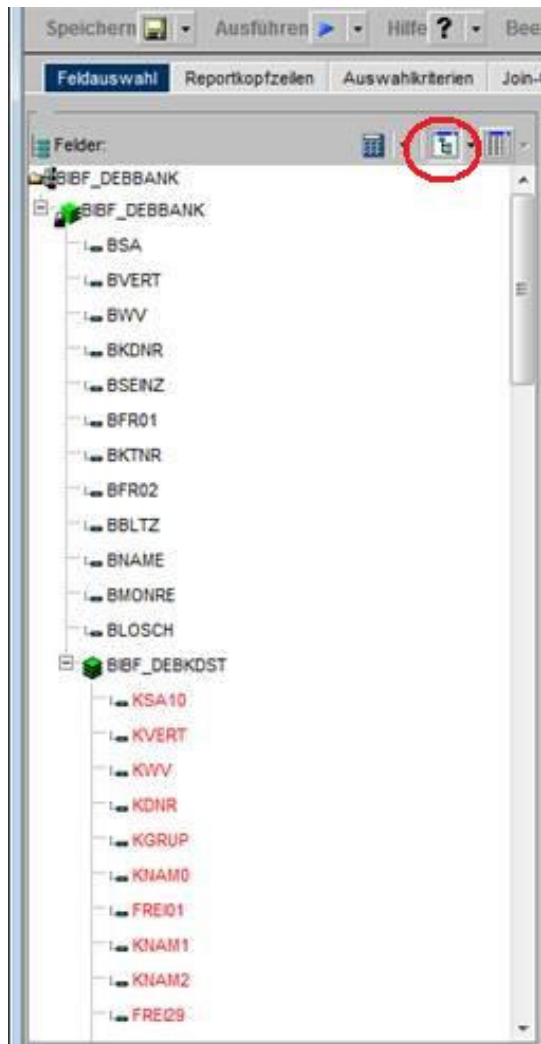 Speichern Ausführen Hilfe ? Bee
Feldauswahl Reportkopfzeilen Auswahlkriterien Join-
Felder:
BIBF_DEBBANK
BIBF_DEBBANK
BSA
BVERT
BWV
BKDNR
BSEINZ
BFR01
BKTNR
BFR02
BBLTZ
BNAME
BMONRE
BLOSCH
BIBF_DEBKDST
KSA10
KVERT
KWV
KDNR
KGRUP
KNAM0
FREI01
KNAM1
KNAM2
FREI29